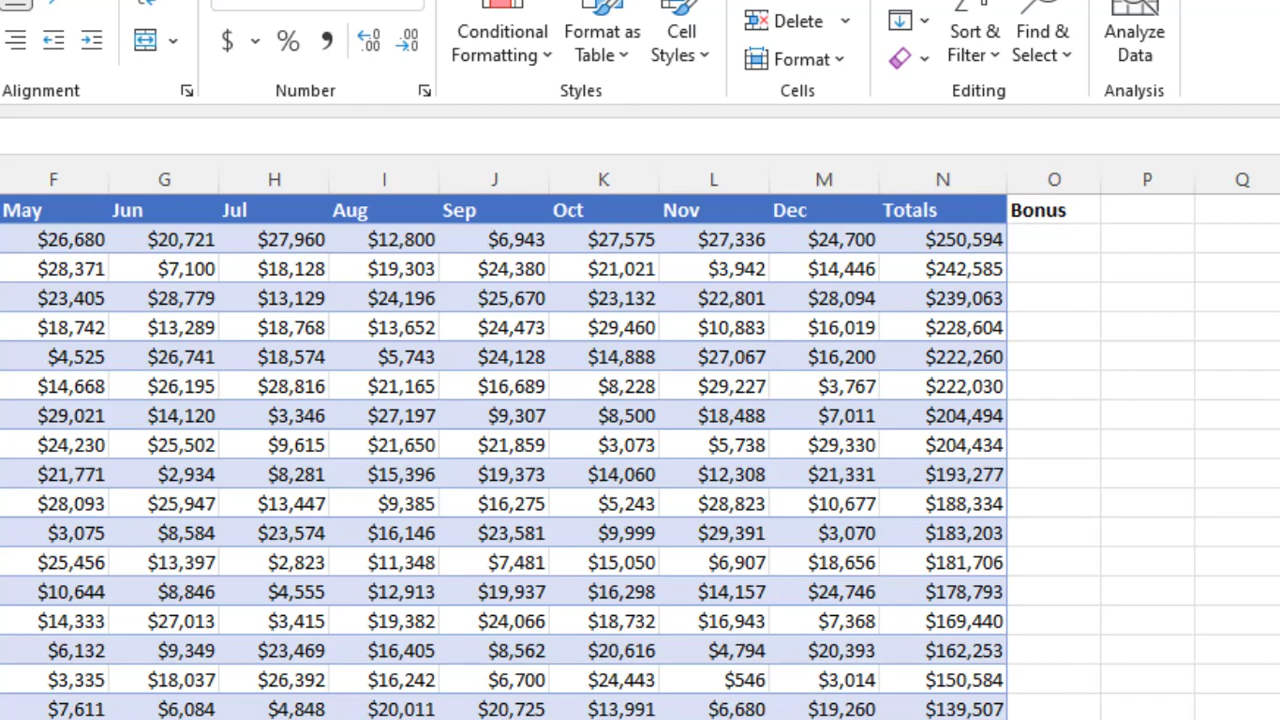 $ % , ←0 .00 .00 →0
Conditional Formatting
Format as Table
Cell Styles
Delete
Format
Sort & Filter
Find & Select
Analyze Data
Alignment Number Styles Cells Editing Analysis
F G H I J K L M N O P Q
May Jun Jul Aug Sep Oct Nov Dec Totals Bonus
$26,680 $20,721 $27,960 $12,800 $6,943 $27,575 $27,336 $24,700 $250,594
$28,371 $7,100 $18,128 $19,303 $24,380 $21,021 $3,942 $14,446 $242,585
$23,405 $28,779 $13,129 $24,196 $25,670 $23,132 $22,801 $28,094 $239,063
$18,742 $13,289 $18,768 $13,652 $24,473 $29,460 $10,883 $16,019 $228,604
$4,525 $26,741 $18,574 $5,743 $24,128 $14,888 $27,067 $16,200 $222,260
$14,668 $26,195 $28,816 $21,165 $16,689 $8,228 $29,227 $3,767 $222,030
$29,021 $14,120 $3,346 $27,197 $9,307 $8,500 $18,488 $7,011 $204,494
$24,230 $25,502 $9,615 $21,650 $21,859 $3,073 $5,738 $29,330 $204,434
$21,771 $2,934 $8,281 $15,396 $19,373 $14,060 $12,308 $21,331 $193,277
$28,093 $25,947 $13,447 $9,385 $16,275 $5,243 $28,823 $10,677 $188,334
$3,075 $8,584 $23,574 $16,146 $23,581 $9,999 $29,391 $3,070 $183,203
$25,456 $13,397 $2,823 $11,348 $7,481 $15,050 $6,907 $18,656 $181,706
$10,644 $8,846 $4,555 $12,913 $19,937 $16,298 $14,157 $24,746 $178,793
$14,333 $27,013 $3,415 $19,382 $24,066 $18,732 $16,943 $7,368 $169,440
$6,132 $9,349 $23,469 $16,405 $8,562 $20,616 $4,794 $20,393 $162,253
$3,335 $18,037 $26,392 $16,242 $6,700 $24,443 $546 $3,014 $150,584
$7,611 $6,084 $4,848 $20,011 $20,725 $13,991 $6,680 $19,260 $139,507